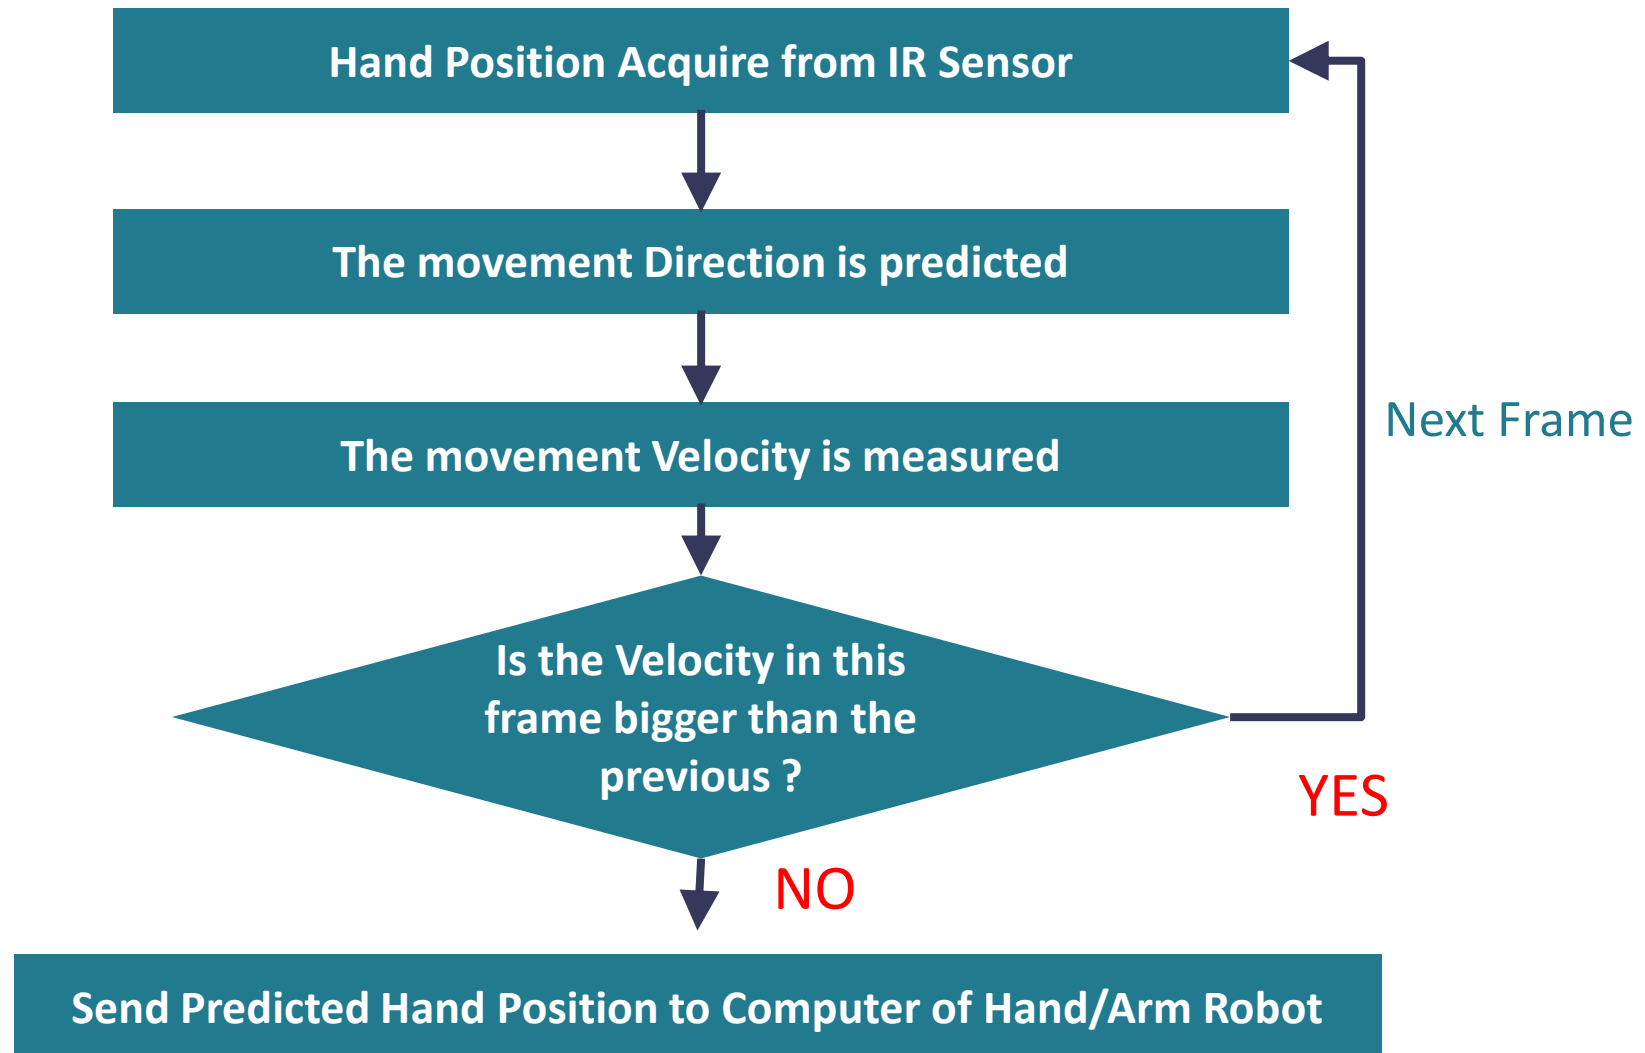 Hand Position Acquire from IR Sensor
The movement Direction is predicted
Next Frame
The movement Velocity is measured
Is the Velocity in this
frame bigger than the
previous ?
YES
NO
Send Predicted Hand Position to Computer of Hand/Arm Robot